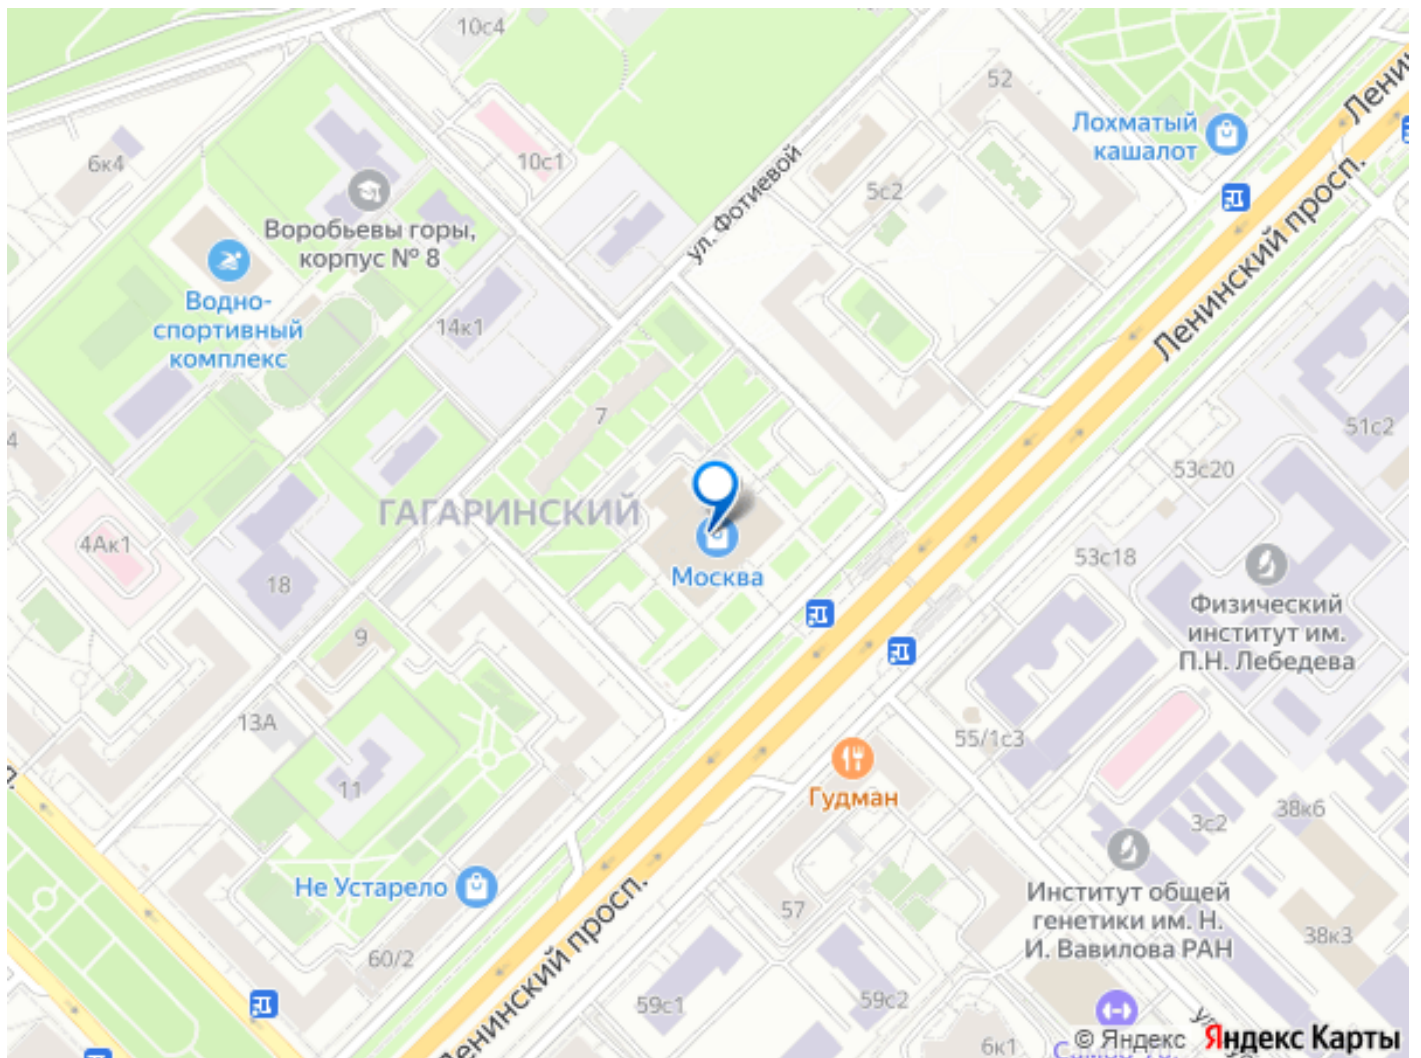 10с4
52
Ленин
Лохматый
кашалот
6к4
10с1
ул. Фотиевой
5с2
Воробьевы горы,
корпус № 8
Ленинский просп.
Водно-
спортивный
комплекс
14к1
7
51с2
4
53с20
ГАГАРИНСКИЙ
4Ак1
18
Москва
53с18
Физический
институт им.
П.Н. Лебедева
9
13А
55/1с3
11
Гудман
3с2
38к6
Не Устарело
Институт общей
генетики им. Н.
И. Вавилова РАН
57
38к3
60/2
Ленинский просп.
59с1
59с2
6к1
© Яндекс Яндекс Карты